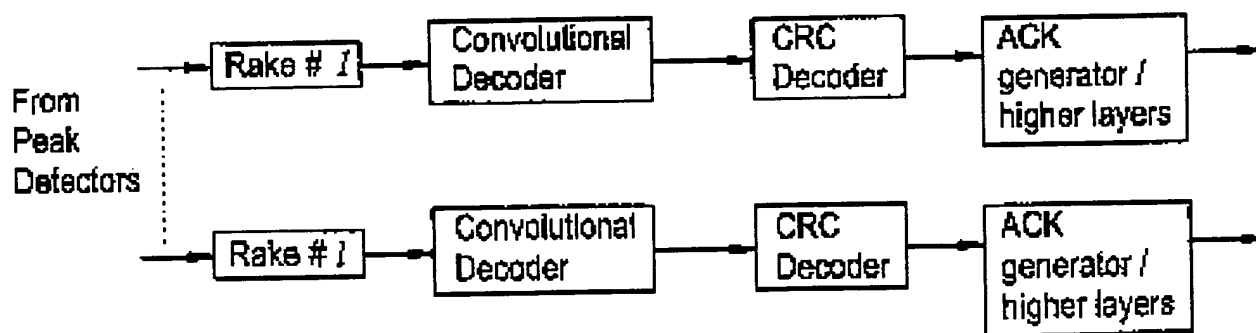 Rake # 1
Convolutional
Decoder
CRC
Decoder
ACK
generator /
higher layers
From
Peak
Detectors
Rake # 1
Convolutional
Decoder
CRC
Decoder
ACK
generator /
higher layers